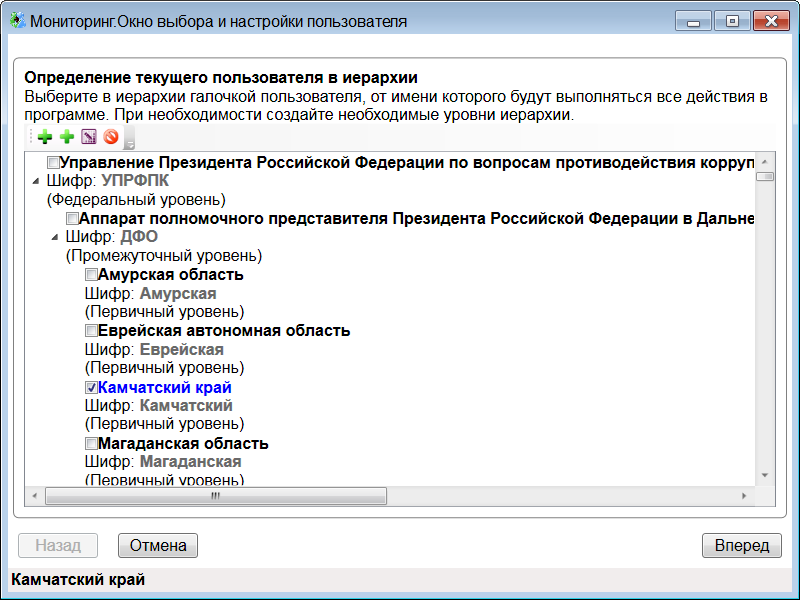 Мониторинг.Окно выбора и настройки пользователя
Определение текущего пользователя в иерархии
Выберите в иерархии галочкой пользователя, от имени которого будут выполняться все действия в
программе. При необходимости создайте необходимые уровни иерархии.
Управление Президента Российской Федерации по вопросам противодействия корруп
Шифр: УПРФПК
(Федеральный уровень)
Аппарат полномочного представителя Президента Российской Федерации в Дальне
Шифр: ДФО
(Промежуточный уровень)
Амурская область
Шифр: Амурская
(Первичный уровень)
Еврейская автономная область
Шифр: Еврейская
(Первичный уровень)
Камчатский край
Шифр: Камчатский
(Первичный уровень)
Магаданская область
Шифр: Магаданская
(Первичный уровень)
Назад
Отмена
Вперед
Камчатский край